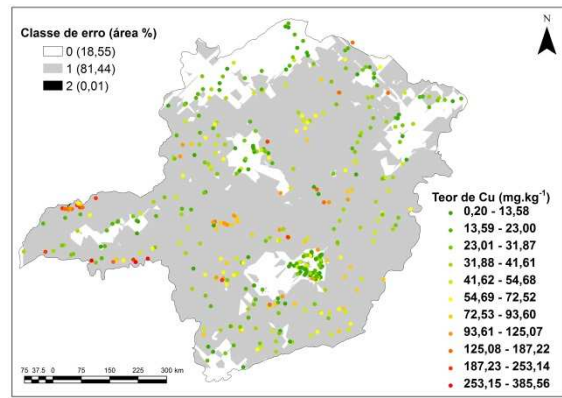 Classe de erro (área %)
0 (18,55)
1 (81,44)
2 (0,01)
N
Teor de Cu (mg.kg⁻¹)
0,20 - 13,58
13,59 - 23,00
23,01 - 31,87
31,88 - 41,61
41,62 - 54,68
54,69 - 72,52
72,53 - 93,60
93,61 - 125,07
125,08 - 187,22
187,23 - 253,14
253,15 - 385,56
75 37.5 0 75 150 225 300 km